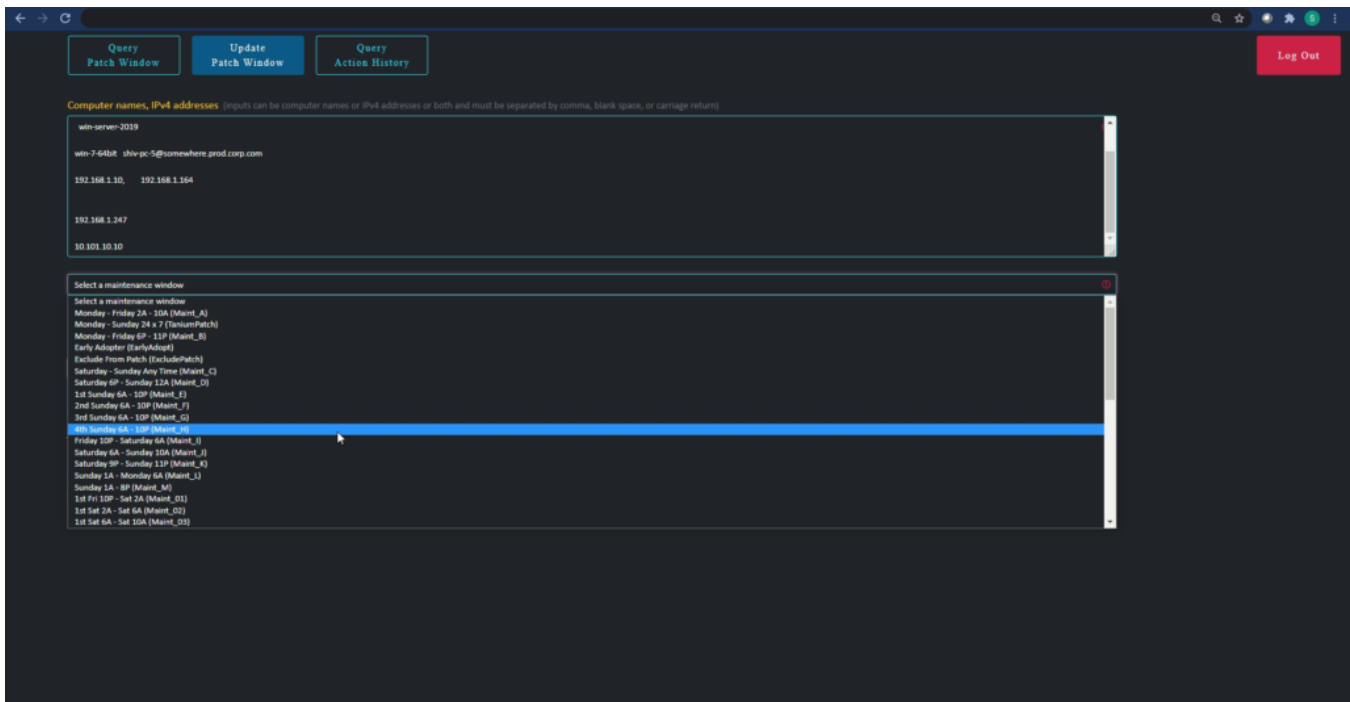 S
Query
Patch Window
Update
Patch Window
Query
Action History
Log Out
Computer names, IPv4 addresses (inputs can be computer names or IPv4 addresses or both and must be separated by comma, blank space, or carriage return)
win-server-2019
win-7-64bit shiv-pc-5@somewhere.prod.corp.com
192.168.1.10, 192.168.1.164
192.168.1.247
10.101.10.10
Select a maintenance window
Select a maintenance window
Monday - Friday 2A - 10A (Maint_A)
Monday - Sunday 24 x 7 (TaniumPatch)
Monday - Friday 6P - 11P (Maint_B)
Early Adopter (EarlyAdopt)
Exclude From Patch (ExcludePatch)
Saturday - Sunday Any Time (Maint_C)
Saturday 6P - Sunday 12A (Maint_D)
1st Sunday 6A - 10P (Maint_E)
2nd Sunday 6A - 10P (Maint_F)
3rd Sunday 6A - 10P (Maint_G)
4th Sunday 6A - 10P (Maint_H)
Friday 10P - Saturday 6A (Maint_I)
Saturday 6A - Sunday 10A (Maint_J)
Saturday 9P - Sunday 11P (Maint_K)
Sunday 1A - Monday 6A (Maint_L)
Sunday 1A - 8P (Maint_M)
1st Fri 10P - Sat 2A (Maint_01)
1st Sat 2A - Sat 6A (Maint_02)
1st Sat 6A - Sat 10A (Maint_03)